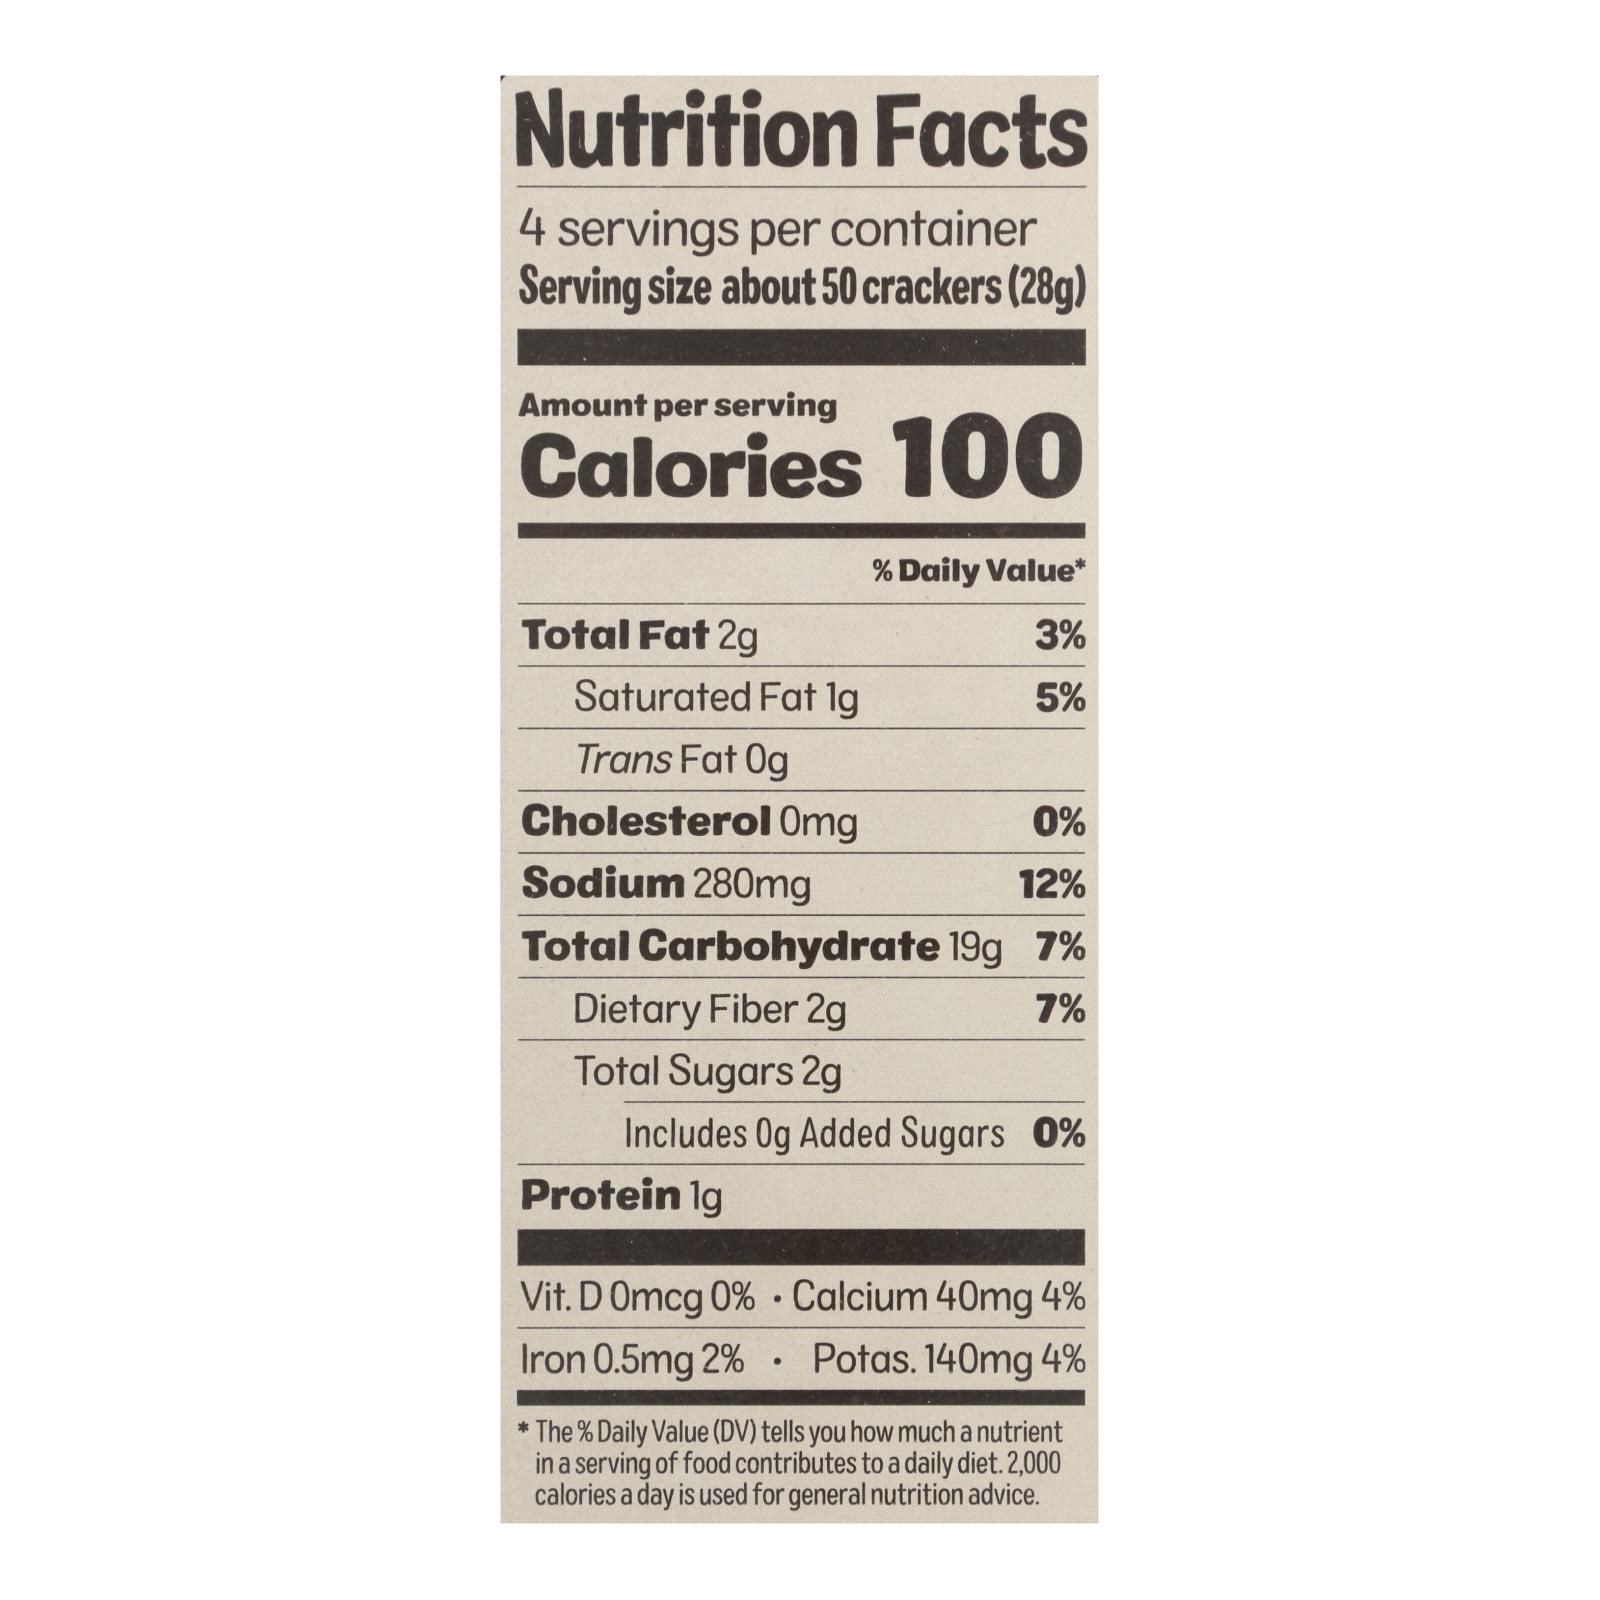 Nutrition Facts
4 servings per container
Serving size about 50 crackers (28g)
Amount per serving
Calories 100
% Daily Value*
Total Fat 2g 3%
Saturated Fat 1g 5%
Trans Fat 0g
Cholesterol 0mg 0%
Sodium 280mg 12%
Total Carbohydrate 19g 7%
Dietary Fiber 2g 7%
Total Sugars 2g
Includes 0g Added Sugars 0%
Protein 1g
Vit. D 0mcg 0% • Calcium 40mg 4%
Iron 0.5mg 2% • Potas. 140mg 4%
* The % Daily Value (DV) tells you how much a nutrient
in a serving of food contributes to a daily diet. 2,000
calories a day is used for general nutrition advice.